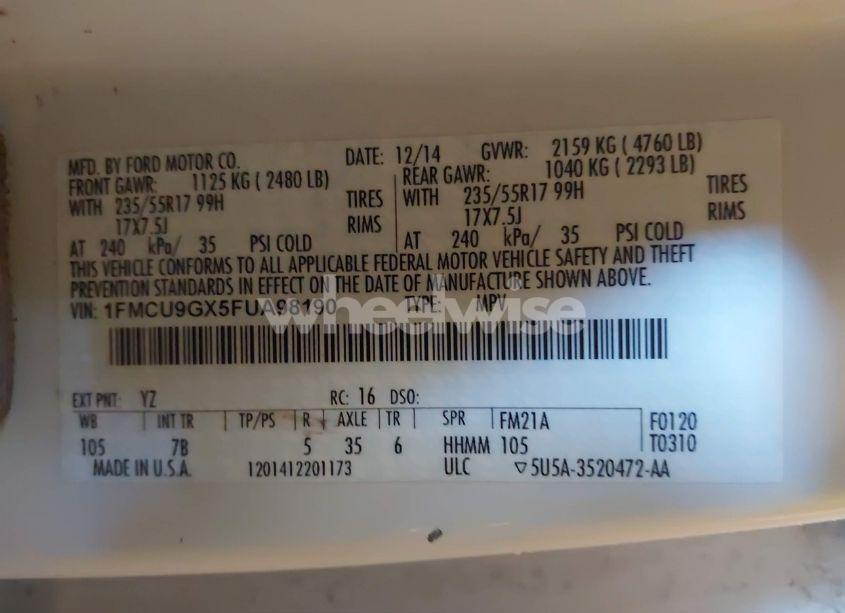 MFD. BY FORD MOTOR CO. DATE: 12/14 GVWR: 2159 KG ( 4760 LB)
FRONT GAWR: 1125 KG ( 2480 LB) REAR GAWR: 1040 KG ( 2293 LB)
WITH 235/55R17 99H TIRES WITH 235/55R17 99H TIRES
17X7.5J RIMS 17X7.5J RIMS
AT 240 kPa/ 35 PSI COLD AT 240 kPa/ 35 PSI COLD
THIS VEHICLE CONFORMS TO ALL APPLICABLE FEDERAL MOTOR VEHICLE SAFETY AND THEFT
PREVENTION STANDARDS IN EFFECT ON THE DATE OF MANUFACTURE SHOWN ABOVE.
VIN: 1FMCU9GX5FUA98190 TYPE: MPV
wheelwise
EXT PNT: YZ RC: 16 DSO:
WB INT TR TP/PS R AXLE TR SPR FM21A F0120
105 7B 5 35 6 HHMM 105 T0310
MADE IN U.S.A. 1201412201173 ULC ▽5U5A-3520472-AA